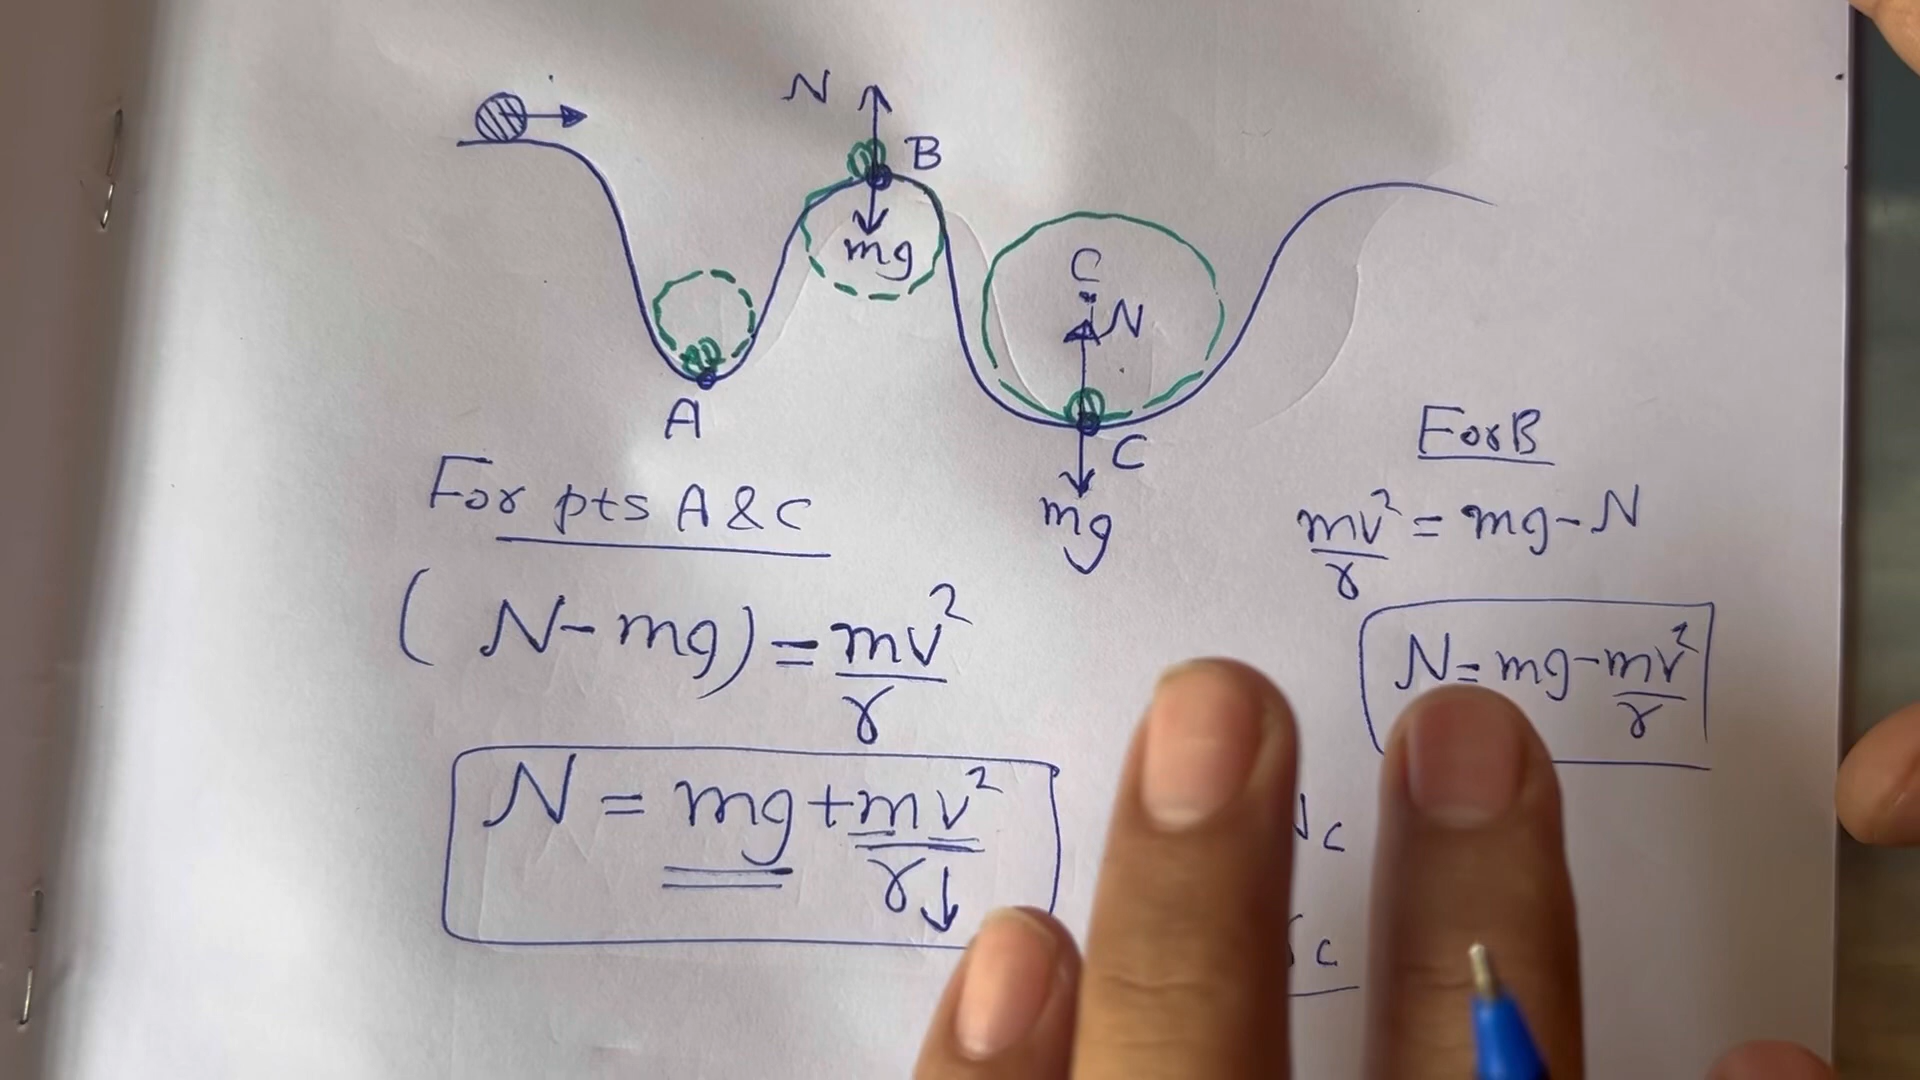 N
B
mg
C
N
A
C
mg
For pts A & C
(N - mg) = mv²/r
N = mg + mv²/r ↓
For B
mv²/r = mg - N
N = mg - mv²/r
c
c